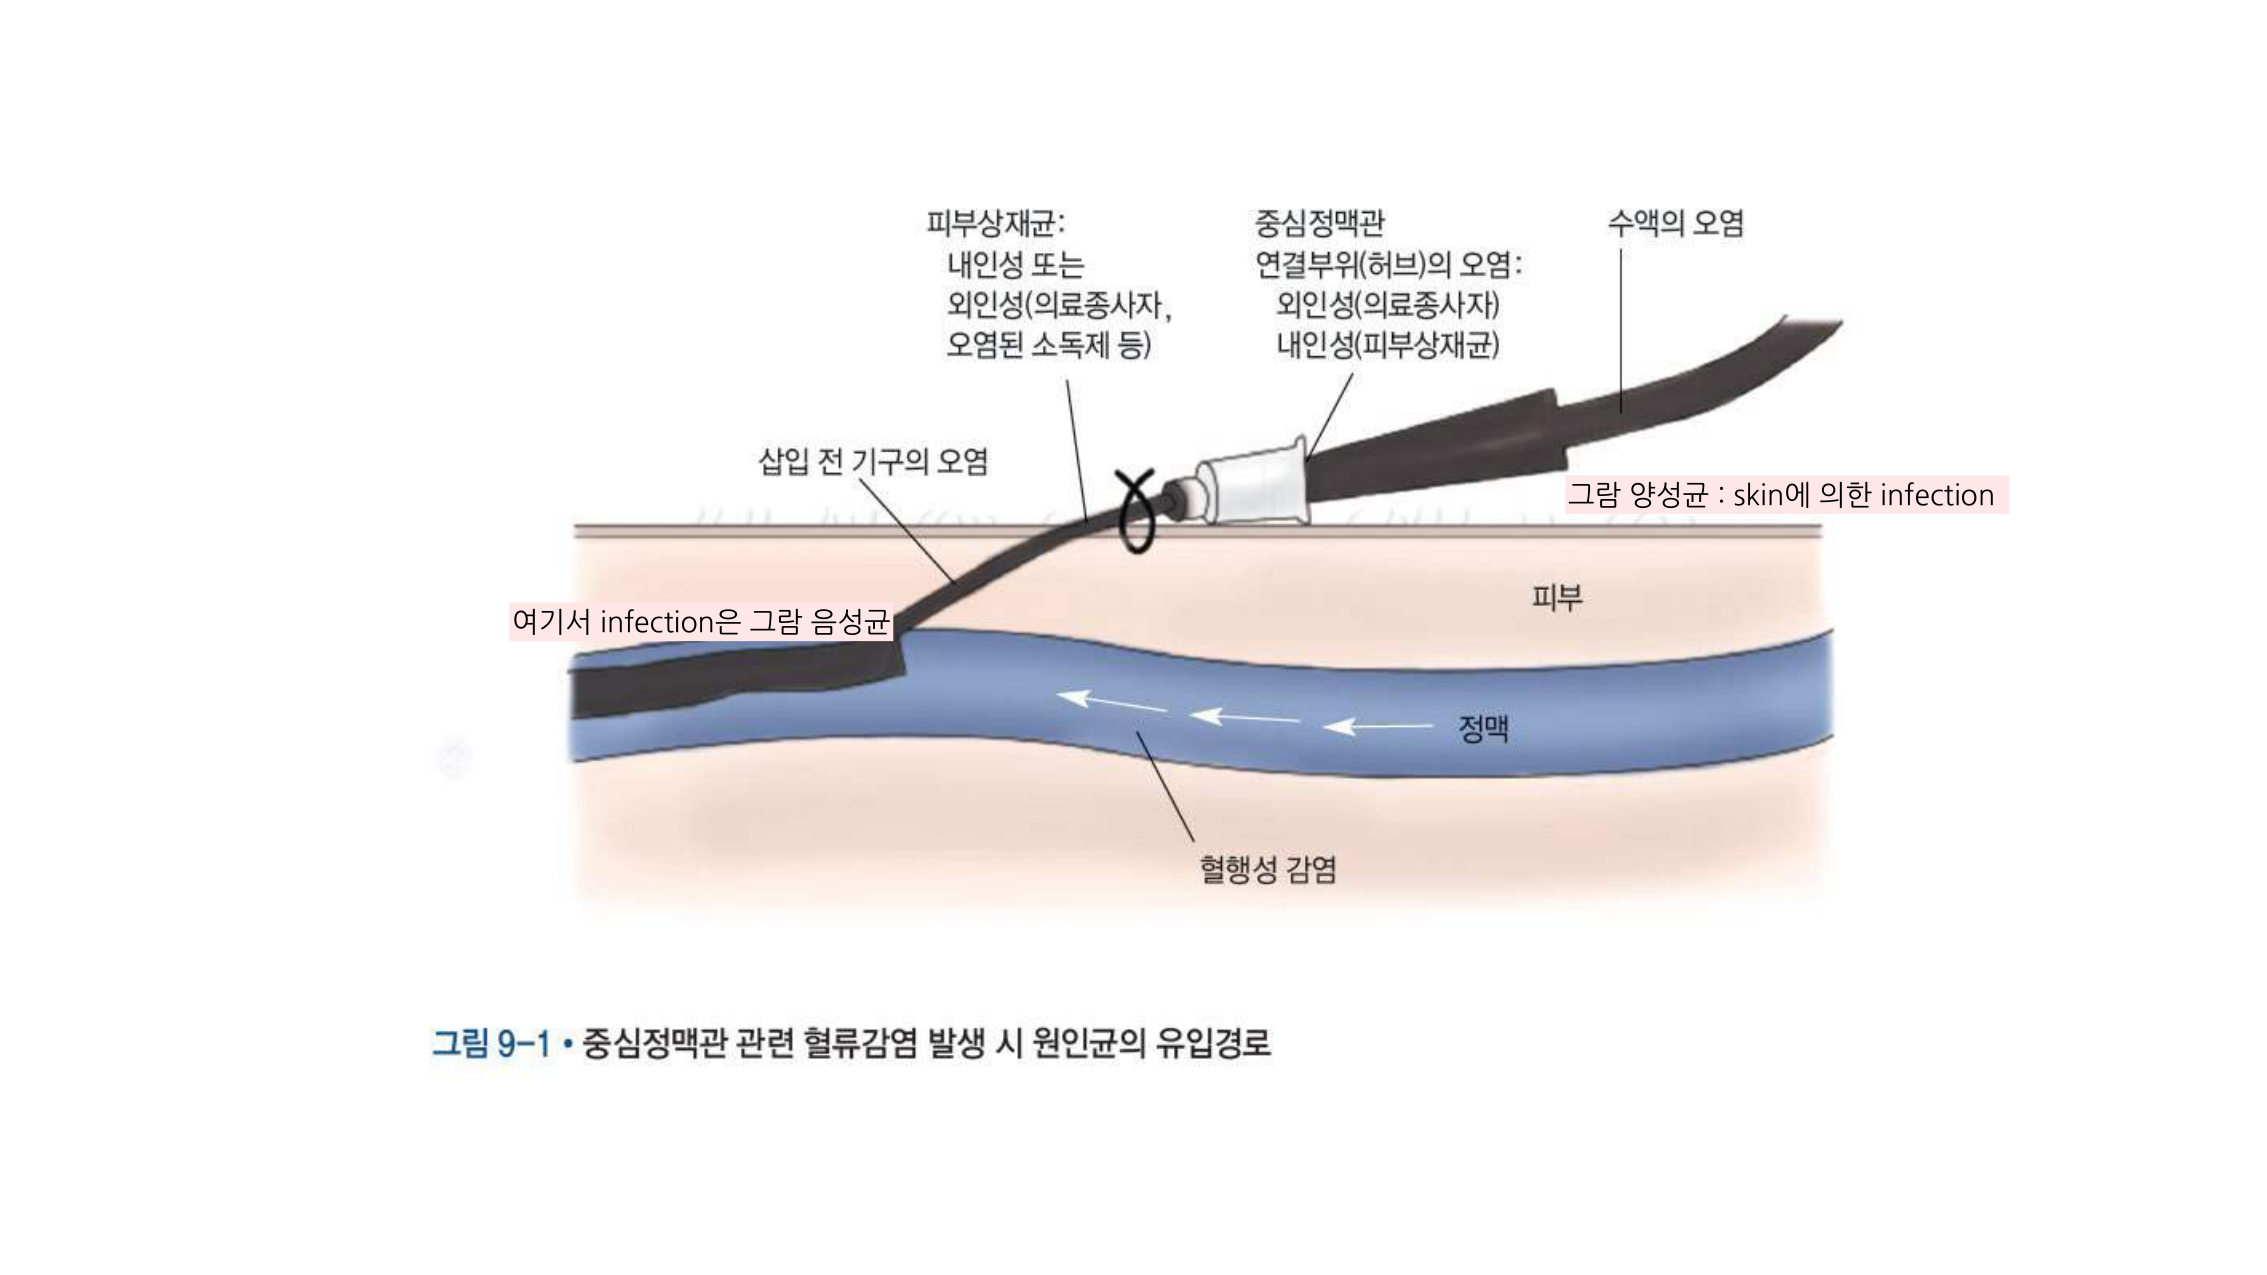 피부상재균:
내인성 또는
외인성(의료종사자,
오염된 소독제 등)
중심정맥관
연결부위(허브)의 오염:
외인성(의료종사자)
내인성(피부상재균)
수액의 오염
삽입 전 기구의 오염
그람 양성균 : skin에 의한 infection
피부
여기서 infection은 그람 음성균
정맥
혈행성 감염
그림 9-1 • 중심정맥관 관련 혈류감염 발생 시 원인균의 유입경로